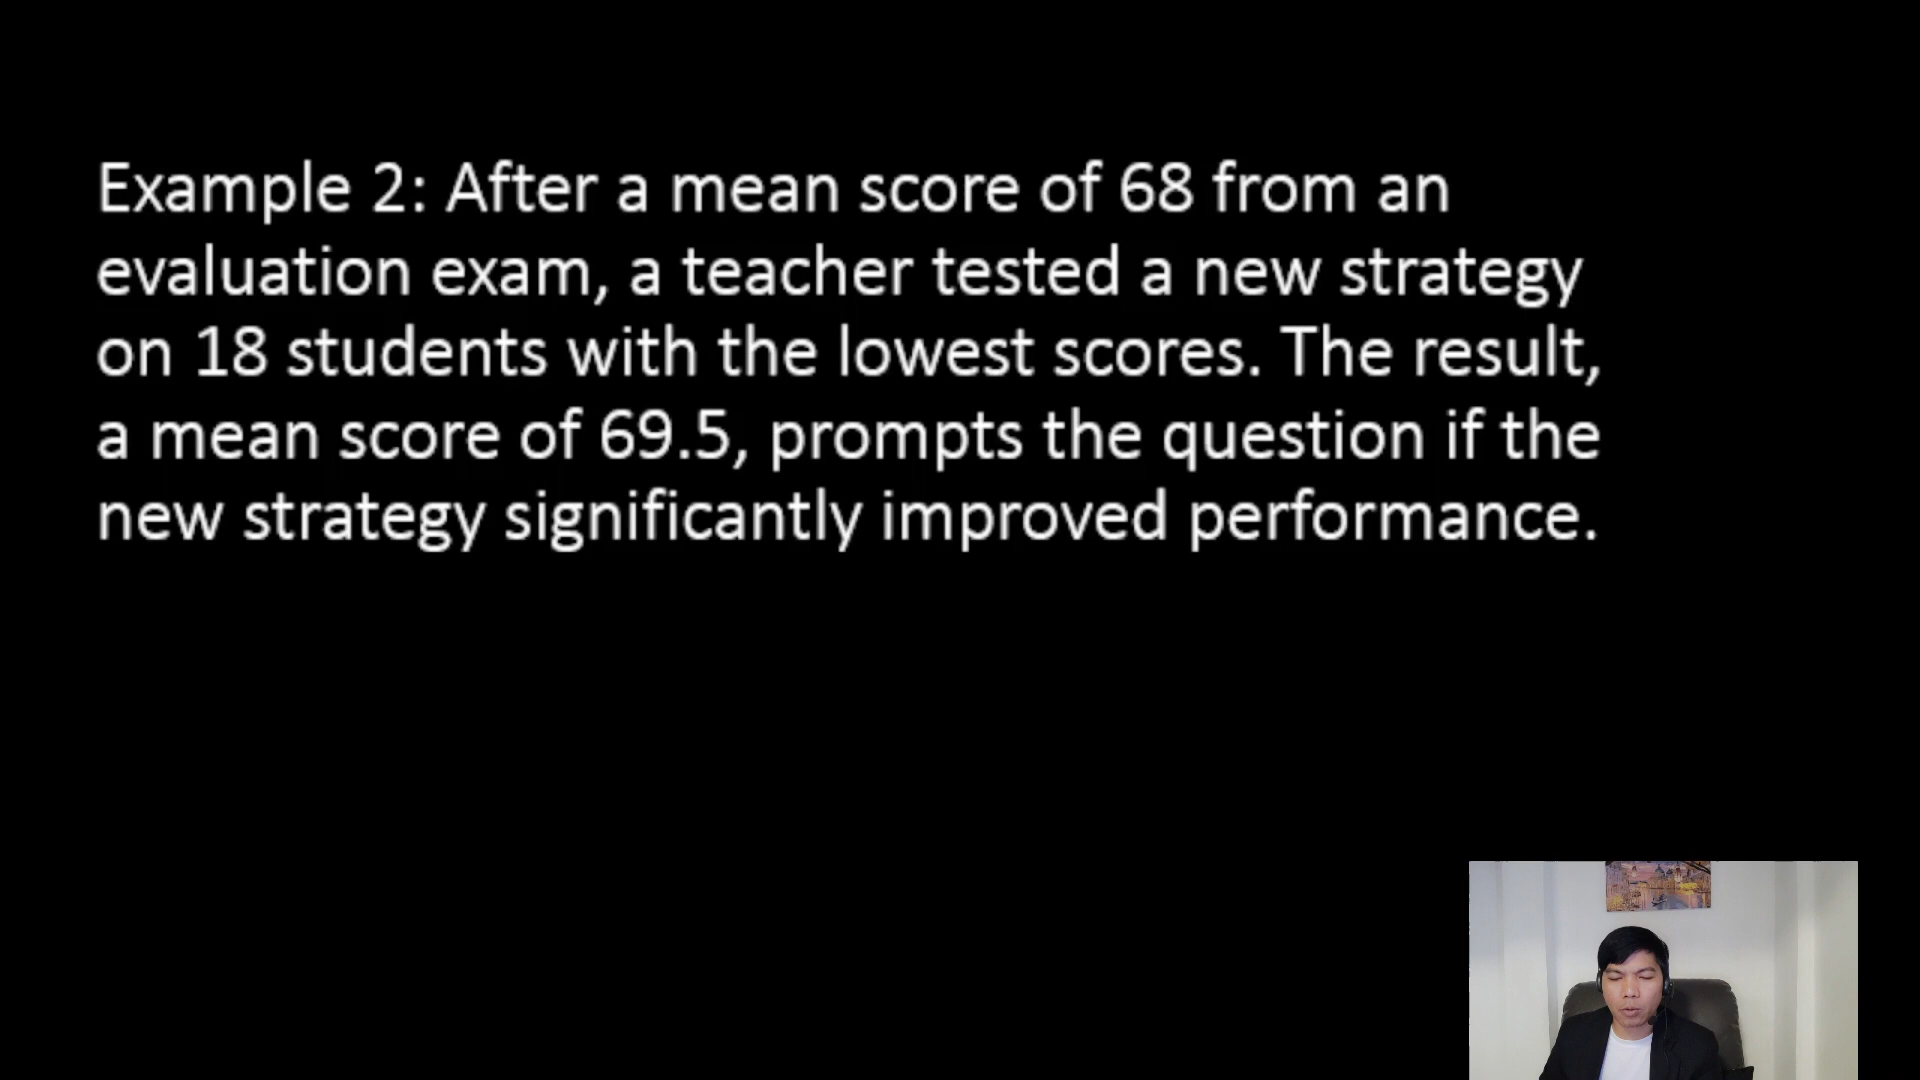 Example 2: After a mean score of 68 from an
evaluation exam, a teacher tested a new strategy
on 18 students with the lowest scores. The result,
a mean score of 69.5, prompts the question if the
new strategy significantly improved performance.